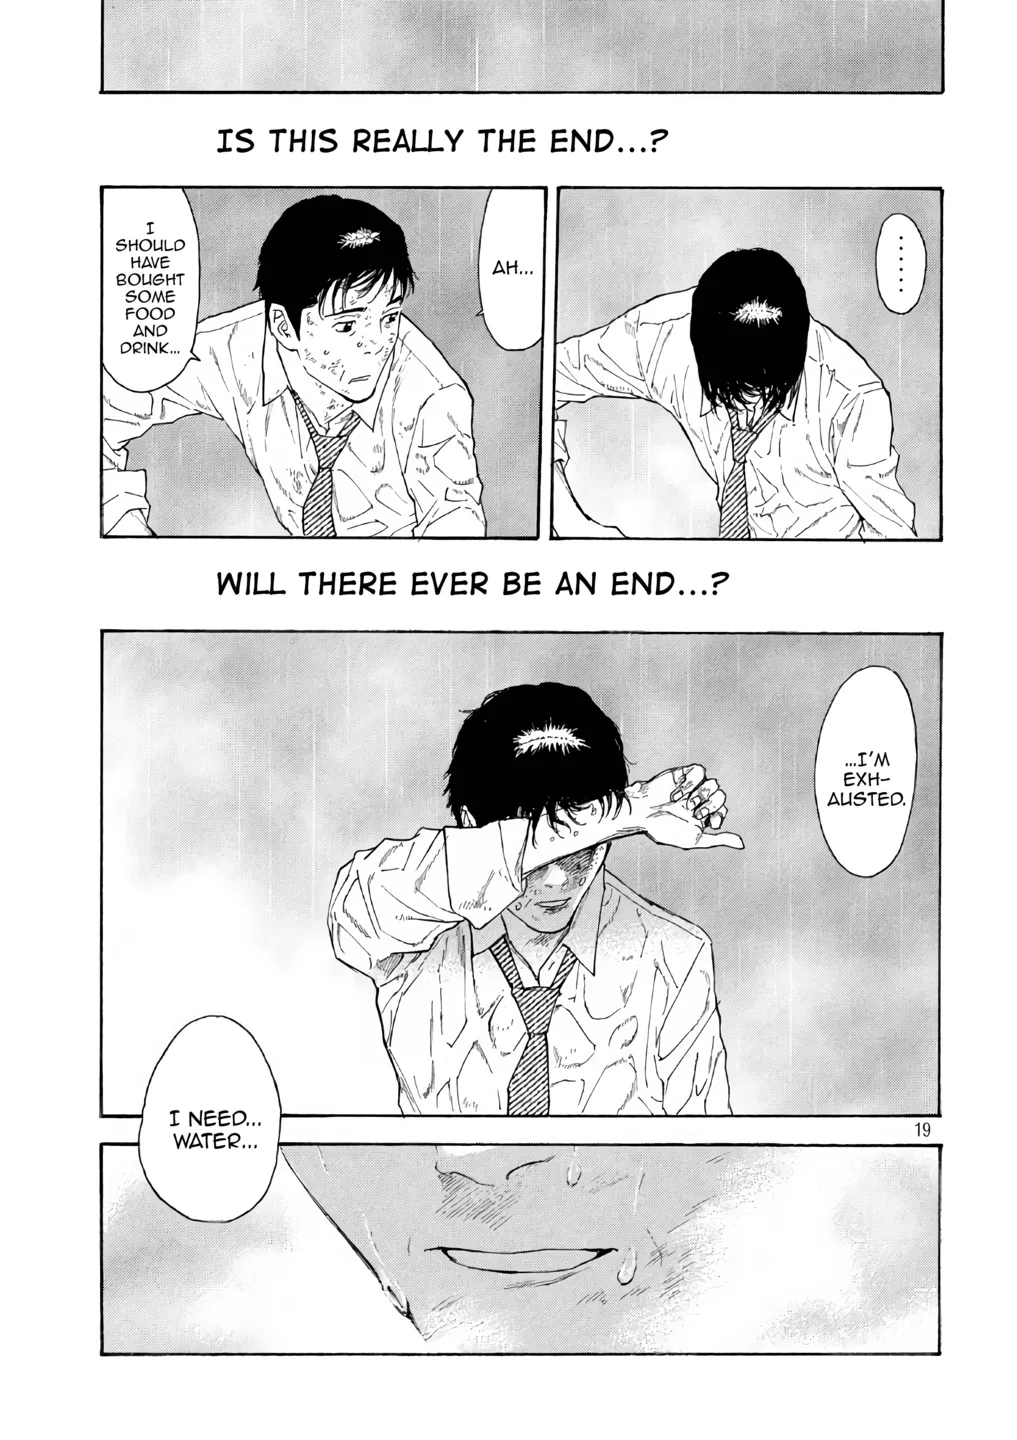 IS THIS REALLY THE END...?
......
AH...
I
SHOULD
HAVE
BOUGHT
SOME
FOOD
AND
DRINK...
WILL THERE EVER BE AN END...?
...I'M
EXH-
AUSTED.
I NEED...
WATER...
19